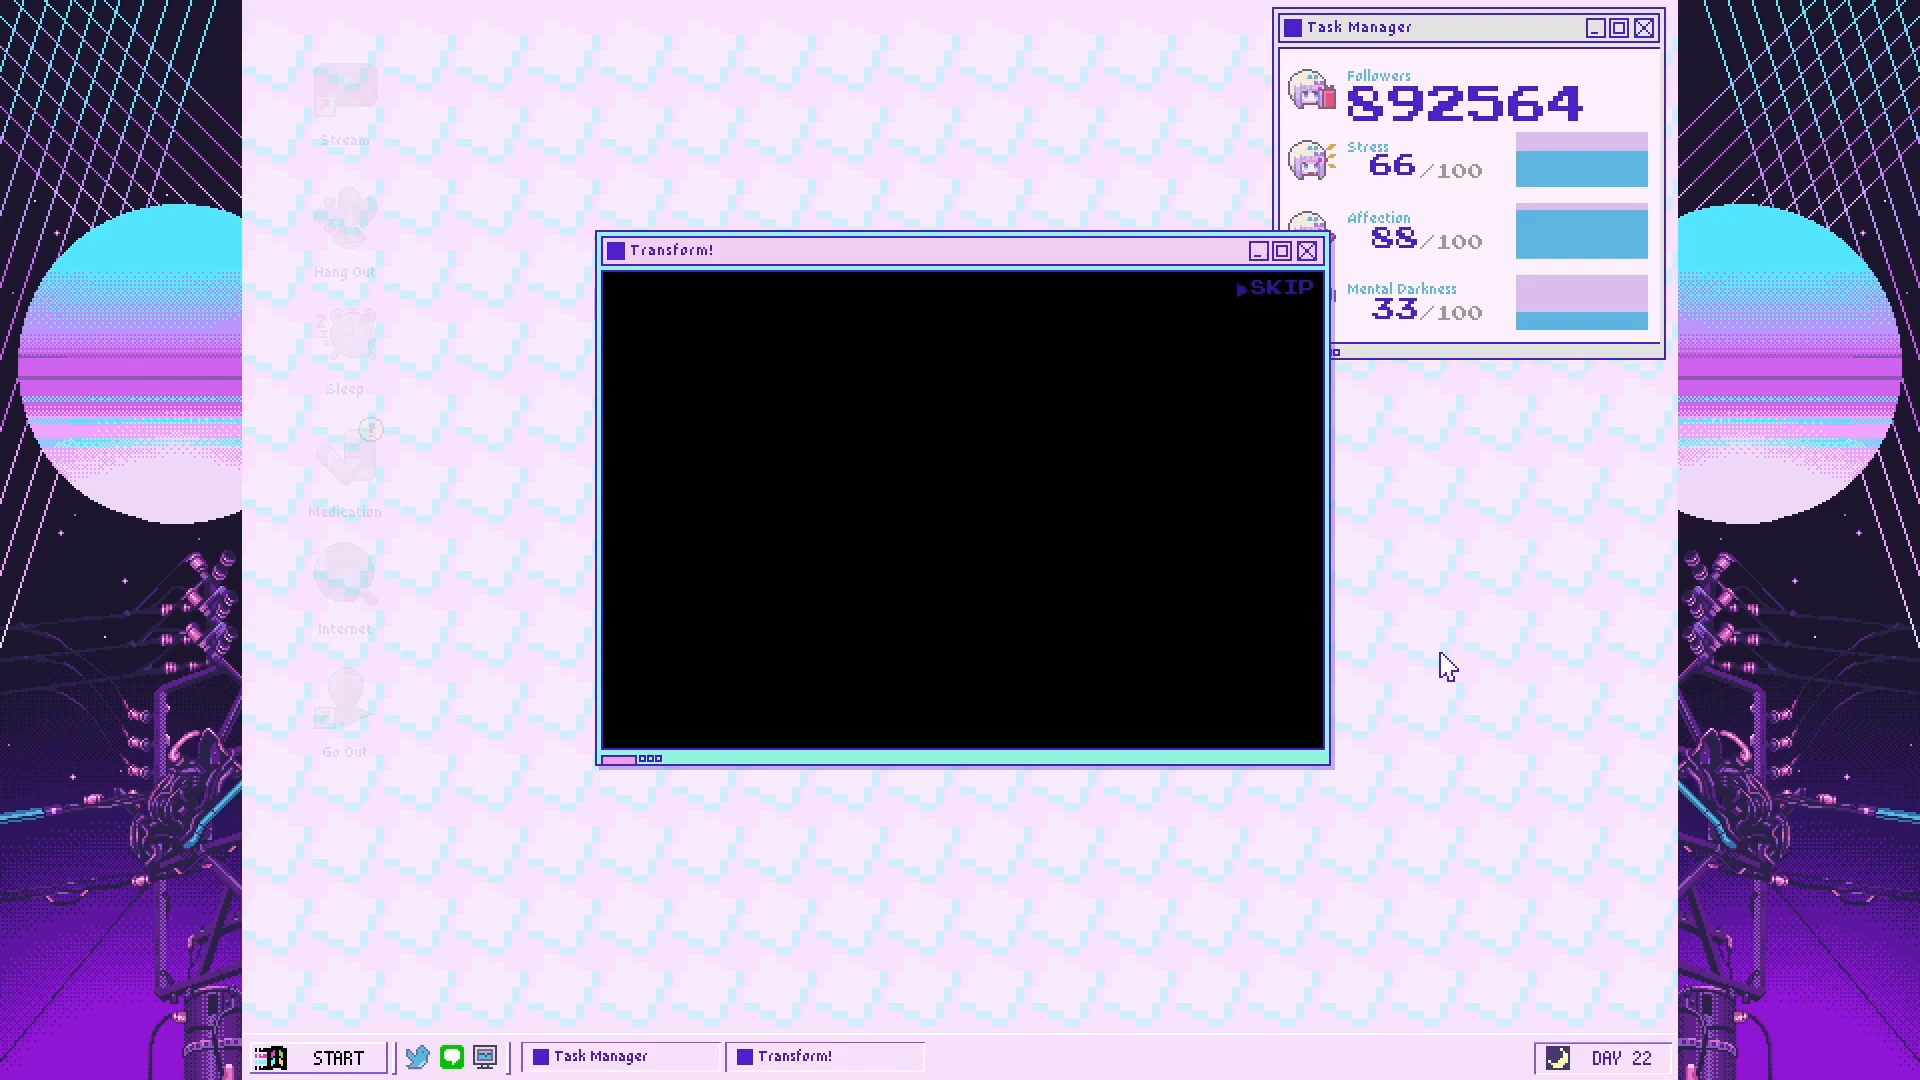 Task Manager
Followers
892564
Stress
66/100
Affection
88/100
Mental Darkness
33/100
Transform!
▶SKIP
Stream
Hang Out
Sleep
Medication
Internet
Go Out
START
Task Manager
Transform!
DAY 22